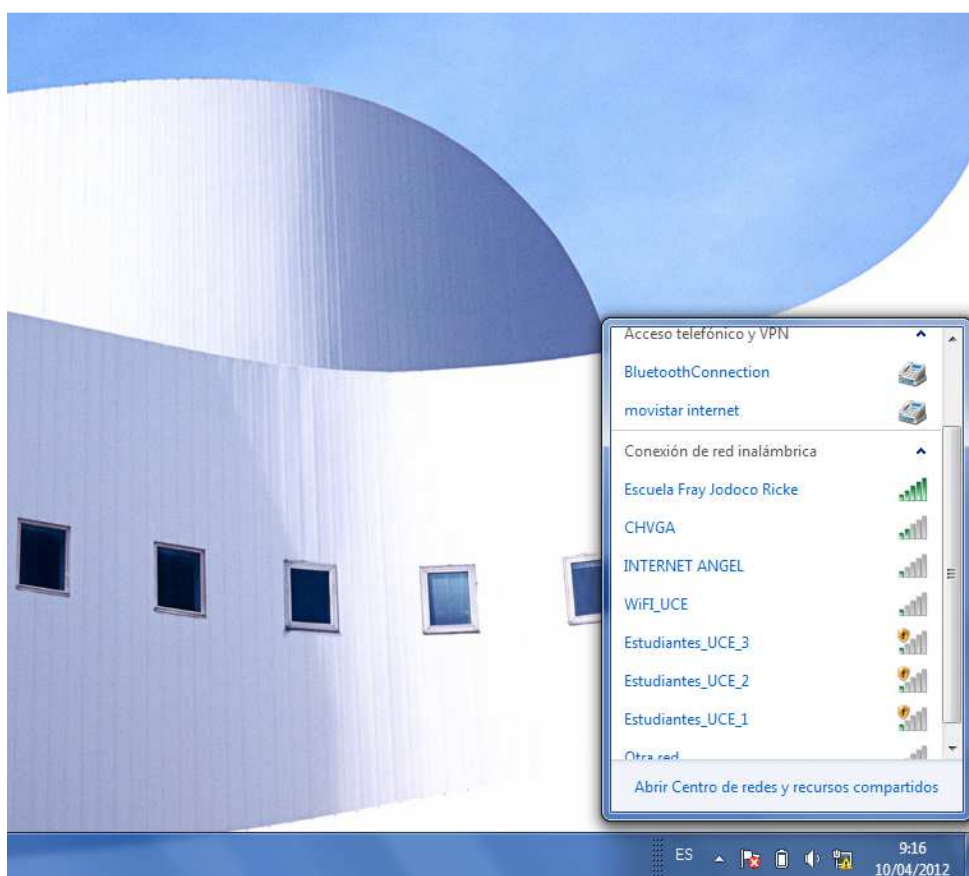 Acceso telefónico y VPN
BluetoothConnection
movistar internet
Conexión de red inalámbrica
Escuela Fray Jodoco Ricke
CHVGA
INTERNET ANGEL
WiFI_UCE
Estudiantes_UCE_3
Estudiantes_UCE_2
Estudiantes_UCE_1
Otra red
Abrir Centro de redes y recursos compartidos
ES
9:16
10/04/2012